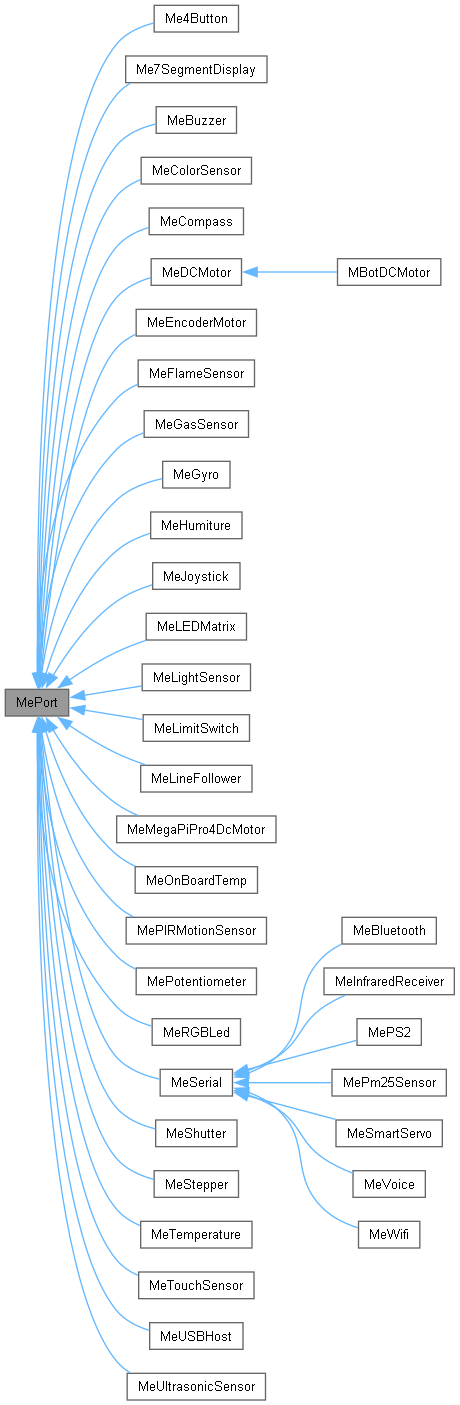 Me4Button
Me7SegmentDisplay
MeBuzzer
MeColorSensor
MeCompass
MeDCMotor
MBotDCMotor
MeEncoderMotor
MeFlameSensor
MeGasSensor
MeGyro
MeHumiture
MeJoystick
MeLEDMatrix
MeLightSensor
MePort
MeLimitSwitch
MeLineFollower
MeMegaPiPro4DcMotor
MeOnBoardTemp
MePIRMotionSensor
MeBluetooth
MePotentiometer
MeInfraredReceiver
MeRGBLed
MePS2
MeSerial
MePm25Sensor
MeShutter
MeSmartServo
MeStepper
MeVoice
MeTemperature
MeWifi
MeTouchSensor
MeUSBHost
MeUltrasonicSensor